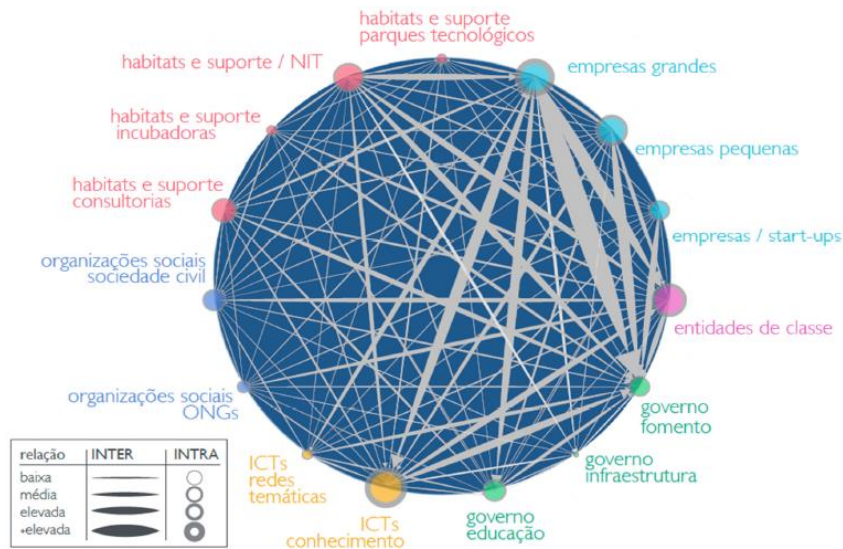 habitats e suporte
parques tecnológicos
habitats e suporte / NIT
empresas grandes
habitats e suporte
incubadoras
empresas pequenas
habitats e suporte
consultorias
empresas / start-ups
organizações sociais
sociedade civil
entidades de classe
organizações sociais
ONGs
governo
fomento
ICTs
redes
temáticas
governo
infraestrutura
ICTs
conhecimento
governo
educação
relação INTER INTRA
baixa
média
elevada
+elevada